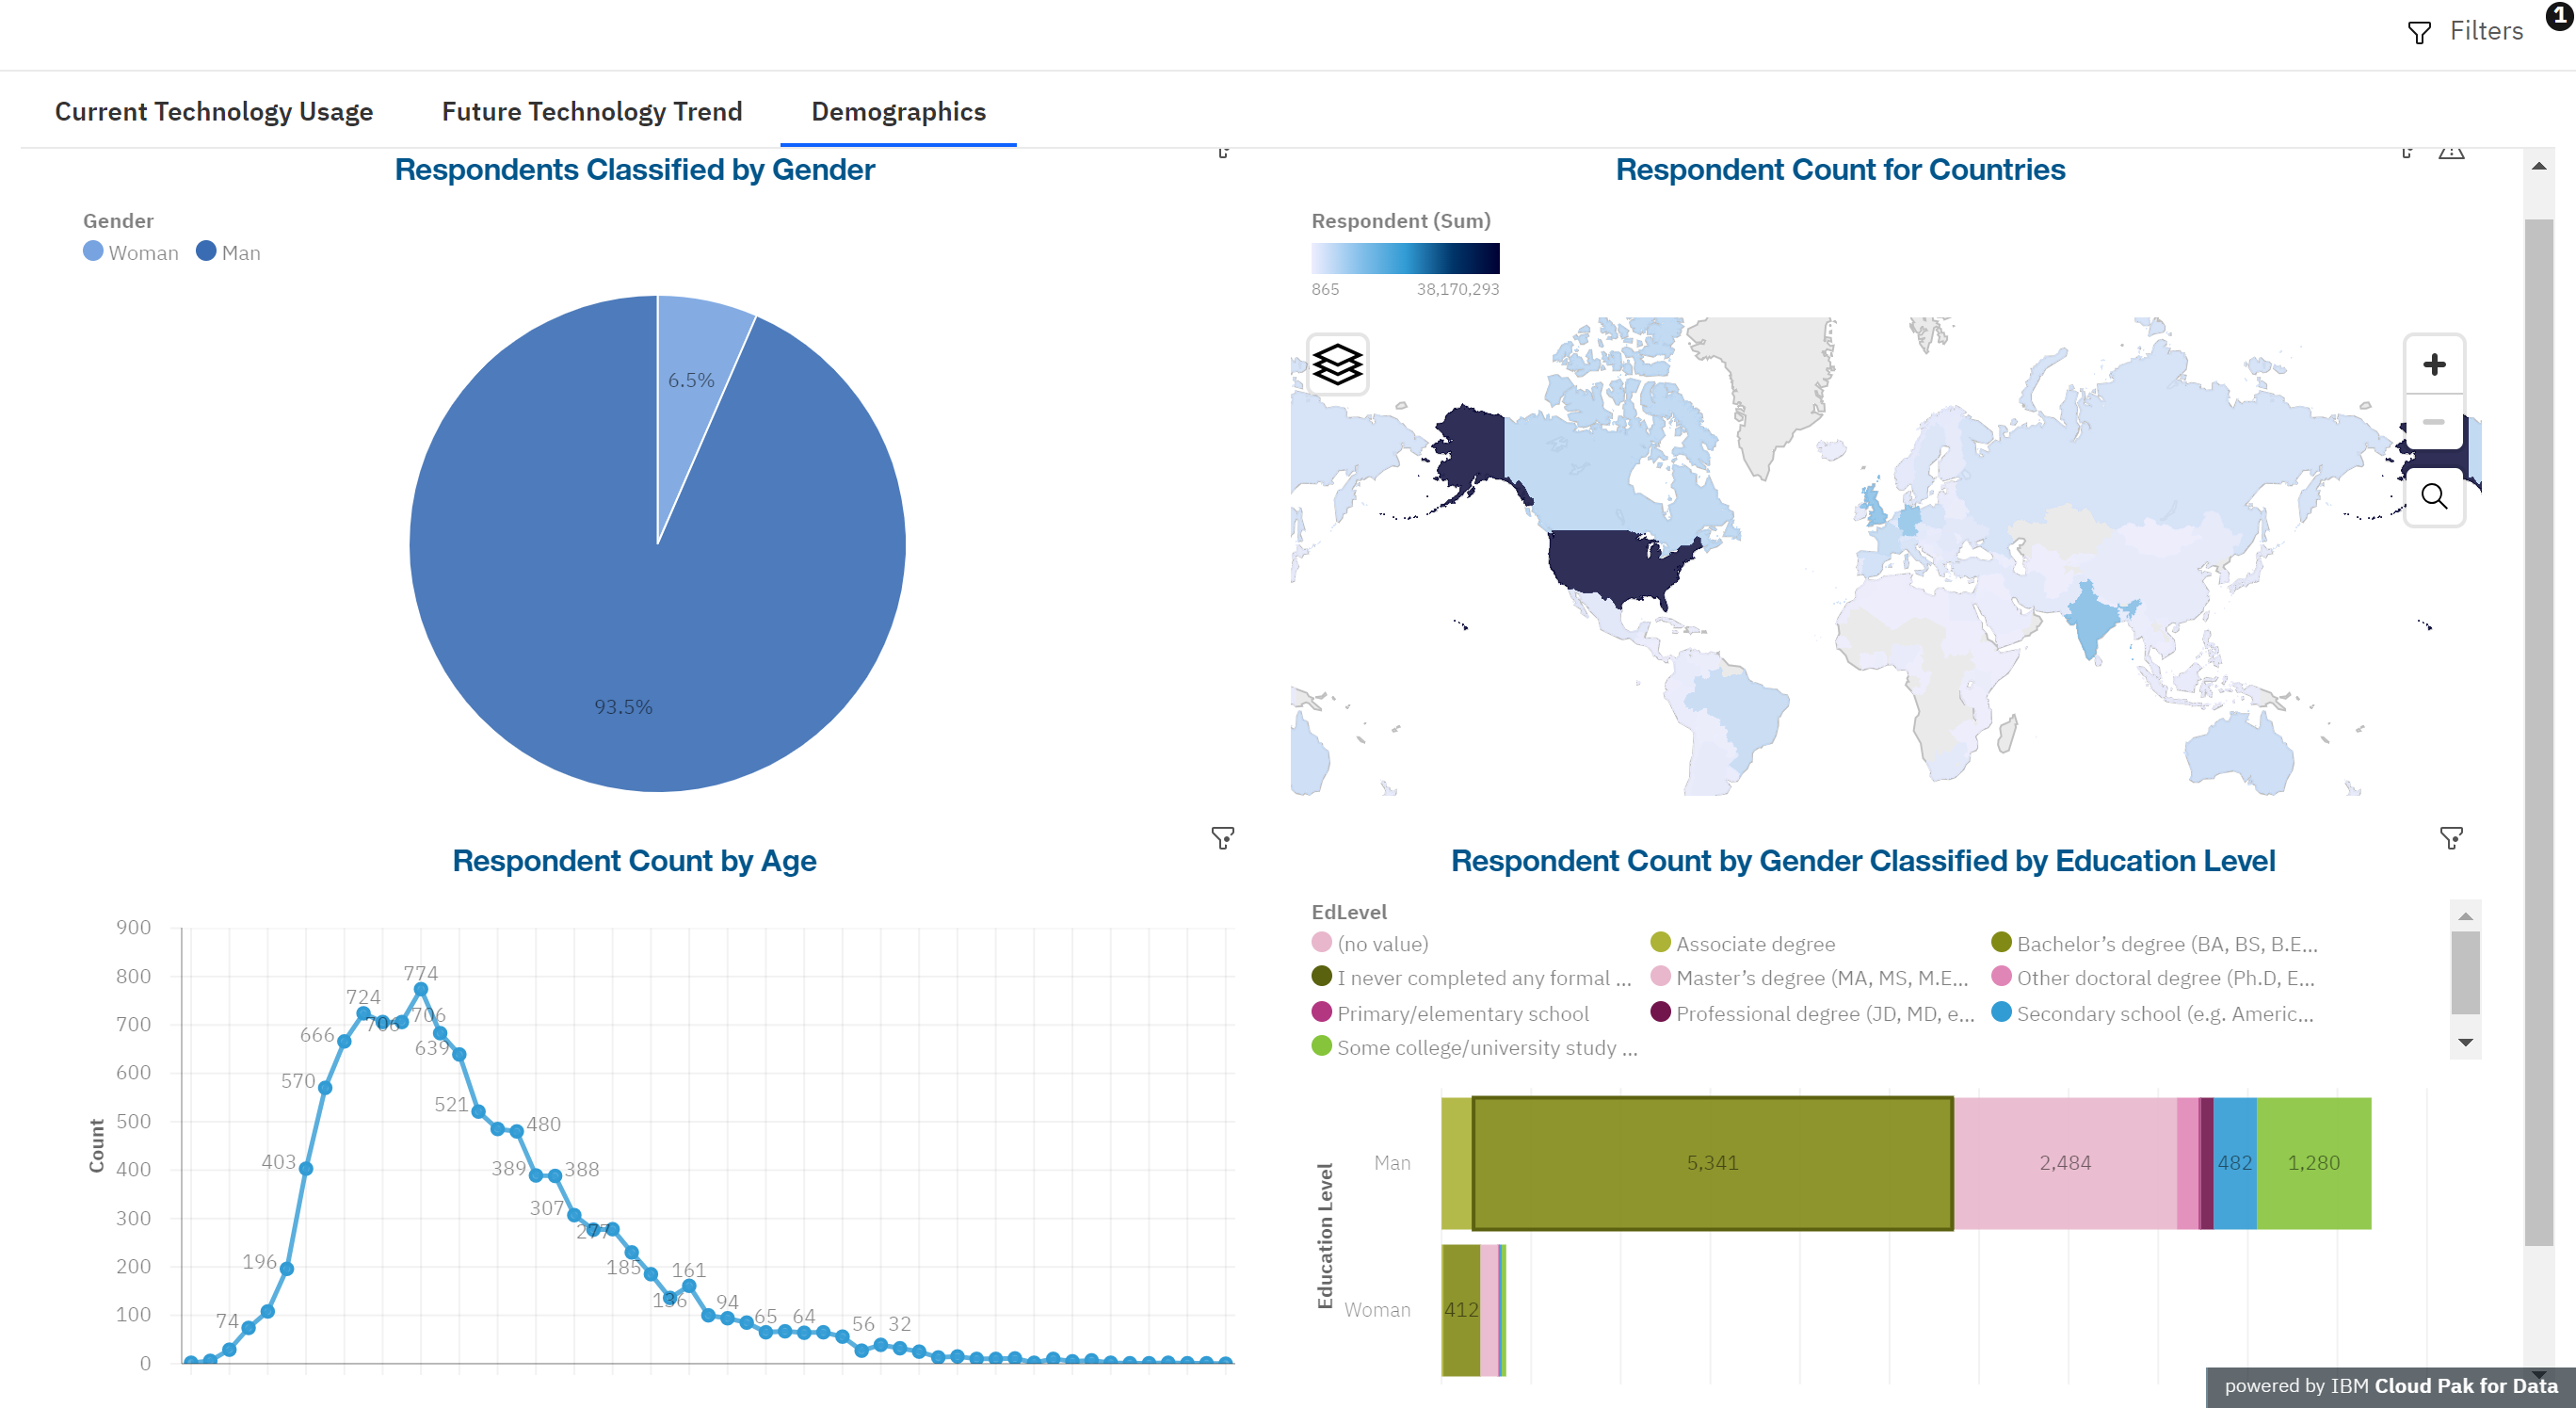 Filters 1
Current Technology Usage Future Technology Trend Demographics
Respondents Classified by Gender
Gender
Woman Man
6.5%
93.5%
Respondent Count for Countries
Respondent (Sum)
865 38,170,293
Respondent Count by Age
Count
900
800
700
600
500
400
300
200
100
0
74
196
403
570
666
724
706
774
706
639
521
480
389
388
307
277
185
136
161
94
65
64
56
32
Respondent Count by Gender Classified by Education Level
EdLevel
(no value) Associate degree Bachelor’s degree (BA, BS, B.E...
I never completed any formal ... Master’s degree (MA, MS, M.E... Other doctoral degree (Ph.D, E...
Primary/elementary school Professional degree (JD, MD, e... Secondary school (e.g. Americ...
Some college/university study ...
Education Level
Man 5,341 2,484 482 1,280
Woman 412
powered by IBM Cloud Pak for Data